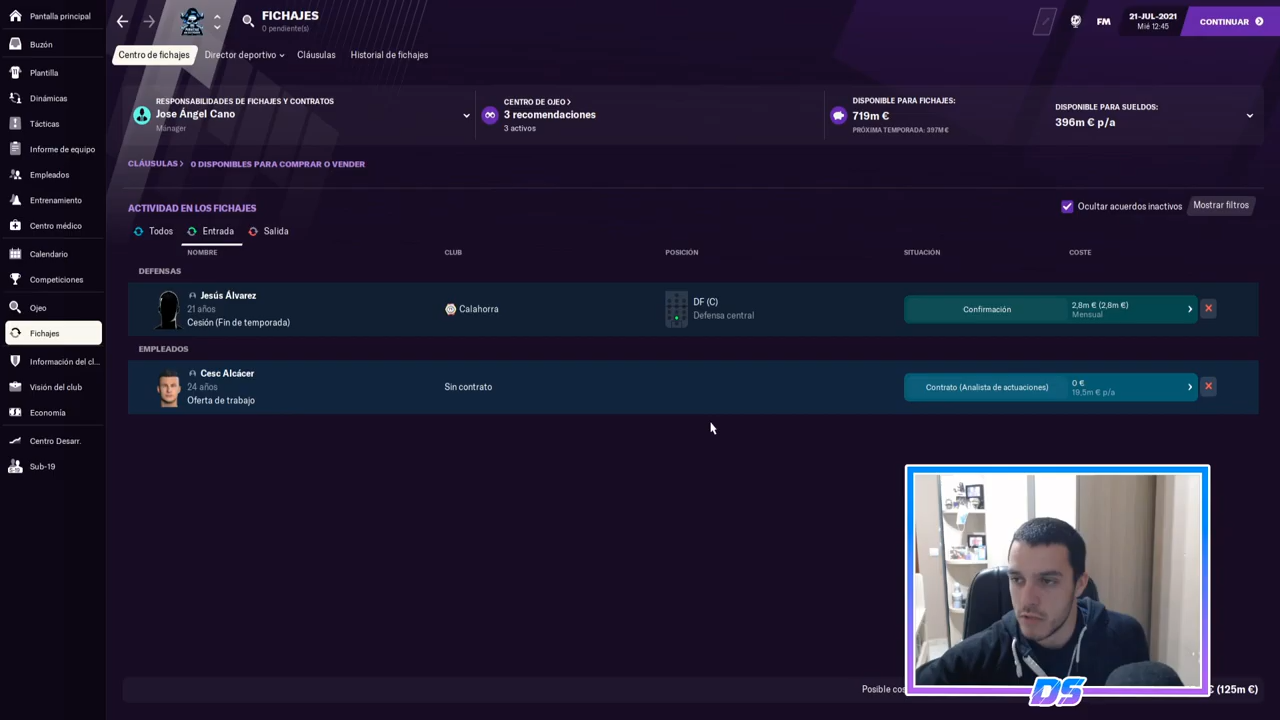 Pantalla principal
Buzón
Plantilla
Dinámicas
Tácticas
Informe de equipo
Empleados
Entrenamiento
Centro médico
Calendario
Competiciones
Ojeo
Fichajes
Información del cl...
Visión del club
Economía
Centro Desarr.
Sub-19
FICHAJES
0 pendiente(s)
FM
21-JUL-2021
Mié 12:45
CONTINUAR
Centro de fichajes
Director deportivo
Cláusulas
Historial de fichajes
RESPONSABILIDADES DE FICHAJES Y CONTRATOS
Jose Ángel Cano
Manager
CENTRO DE OJEO >
3 recomendaciones
3 activos
DISPONIBLE PARA FICHAJES:
719m €
PRÓXIMA TEMPORADA: 397M €
DISPONIBLE PARA SUELDOS:
396m € p/a
CLÁUSULAS > 0 DISPONIBLES PARA COMPRAR O VENDER
ACTIVIDAD EN LOS FICHAJES
Ocultar acuerdos inactivos
Mostrar filtros
Todos
Entrada
Salida
NOMBRE CLUB POSICIÓN SITUACIÓN COSTE
DEFENSAS
Jesús Álvarez
21 años
Cesión (Fin de temporada)
Calahorra
DF (C)
Defensa central
Confirmación
2,8m € (2,8m €)
Mensual
EMPLEADOS
Cesc Alcácer
24 años
Oferta de trabajo
Sin contrato
Contrato (Analista de actuaciones)
0 €
19,5m € p/a
Posible
€ (125m €)
DS